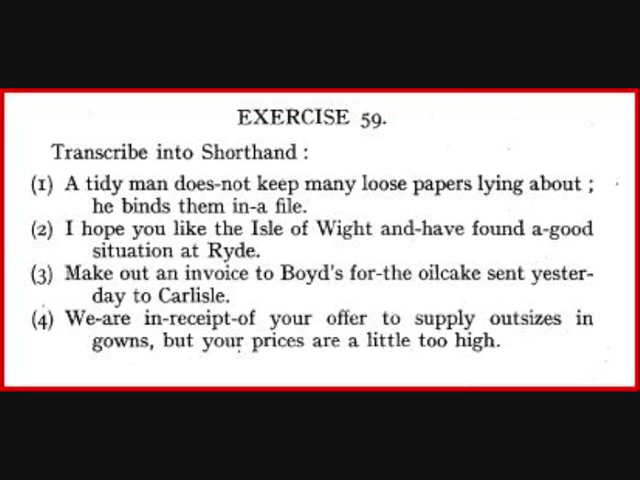 EXERCISE 59.
Transcribe into Shorthand :
(1) A tidy man does-not keep many loose papers lying about ;
he binds them in-a file.
(2) I hope you like the Isle of Wight and-have found a-good
situation at Ryde.
(3) Make out an invoice to Boyd's for-the oilcake sent yester-
day to Carlisle.
(4) We-are in-receipt-of your offer to supply outsizes in
gowns, but your prices are a little too high.